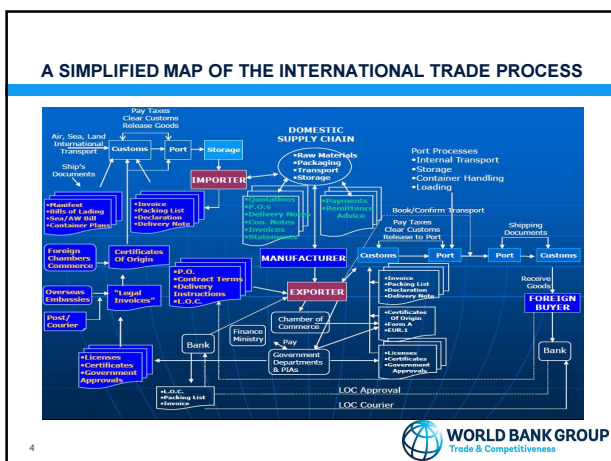 A SIMPLIFIED MAP OF THE INTERNATIONAL TRADE PROCESS
Pay Taxes
Clear Customs
Release Goods
Air, Sea, Land
International
Transport
Customs
Port
Storage
Ship's
Documents
IMPORTER
DOMESTIC
SUPPLY CHAIN
•Raw Materials
•Packaging
•Transport
•Storage
Port Processes
•Internal Transport
•Storage
•Container Handling
•Loading
•Manifest
•Bills of Lading
•Sea/AW Bill
•Container Plans
•Invoice
•Packing List
•Declaration
•Delivery Note
•Quotations
•P.O.s
•Delivery Notes
•Con. Notes
•Invoices
•Statements
•Payments
•Remittance
Advice
Book/Confirm Transport
Pay Taxes
Clear Customs
Release to Port
Shipping
Documents
Foreign
Chambers
Commerce
Certificates
Of Origin
MANUFACTURER
Customs
Port
Port
Customs
•P.O.
•Contract Terms
•Delivery
Instructions
•L.O.C.
EXPORTER
•Invoice
•Packing List
•Declaration
•Delivery Note
Receive
Goods
Overseas
Embassies
"Legal
Invoices"
FOREIGN
BUYER
Post/
Courier
Chamber of
Commerce
•Certificates
Of Origin
•Form A
•EUR.1
Finance
Ministry
Bank
Pay
Bank
•Licenses
•Certificates
•Government
Approvals
Government
Departments
& PIAs
•Licenses
•Certificates
•Government
Approvals
•L.O.C.
•Packing List
•Invoice
LOC Approval
LOC Courier
4
WORLD BANK GROUP
Trade & Competitiveness